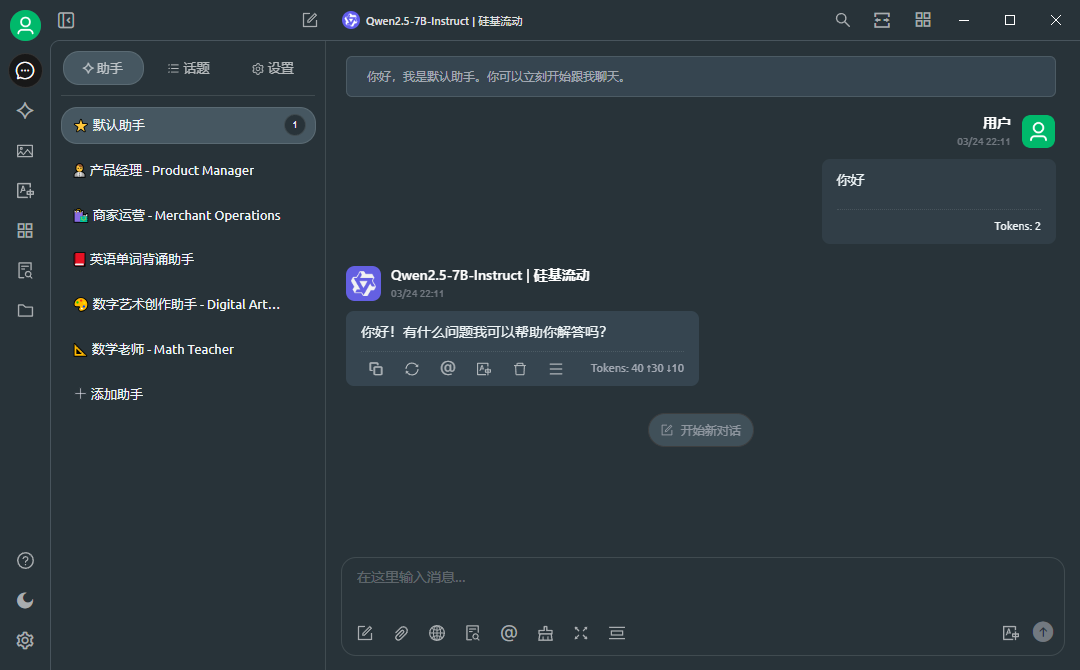 Qwen2.5-7B-Instruct | 硅基流动
助手
话题
设置
默认助手
1
产品经理 - Product Manager
商家运营 - Merchant Operations
英语单词背诵助手
数字艺术创作助手 - Digital Art...
数学老师 - Math Teacher
添加助手
你好，我是默认助手。你可以立刻开始跟我聊天。
用户
03/24 22:11
你好
Tokens: 2
Qwen2.5-7B-Instruct | 硅基流动
03/24 22:11
你好！有什么问题我可以帮助你解答吗？
Tokens: 40 ↑30 ↓10
开始新对话
在这里输入消息...